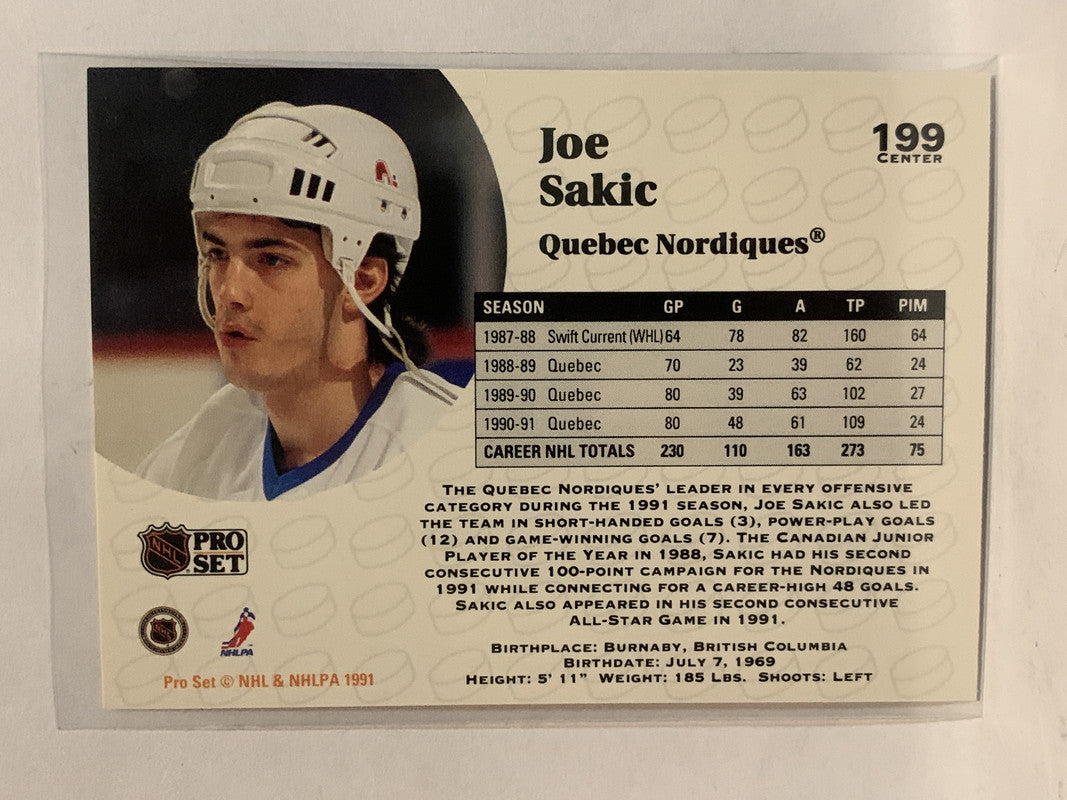 Joe
Sakic
199
CENTER
Quebec Nordiques®
SEASON GP G A TP PIM
1987-88 Swift Current (WHL) 64 78 82 160 64
1988-89 Quebec 70 23 39 62 24
1989-90 Quebec 80 39 63 102 27
1990-91 Quebec 80 48 61 109 24
CAREER NHL TOTALS 230 110 163 273 75
THE QUEBEC NORDIQUES' LEADER IN EVERY OFFENSIVE
CATEGORY DURING THE 1991 SEASON, JOE SAKIC ALSO LED
THE TEAM IN SHORT-HANDED GOALS (3), POWER-PLAY GOALS
(12) AND GAME-WINNING GOALS (7). THE CANADIAN JUNIOR
PLAYER OF THE YEAR IN 1988, SAKIC HAD HIS SECOND
CONSECUTIVE 100-POINT CAMPAIGN FOR THE NORDIQUES IN
1991 WHILE CONNECTING FOR A CAREER-HIGH 48 GOALS.
SAKIC ALSO APPEARED IN HIS SECOND CONSECUTIVE
ALL-STAR GAME IN 1991.
BIRTHPLACE: BURNABY, BRITISH COLUMBIA
BIRTHDATE: JULY 7, 1969
HEIGHT: 5' 11" WEIGHT: 185 LBS. SHOOTS: LEFT
NHL PRO
SET
NHL
NHLPA
Pro Set © NHL & NHLPA 1991